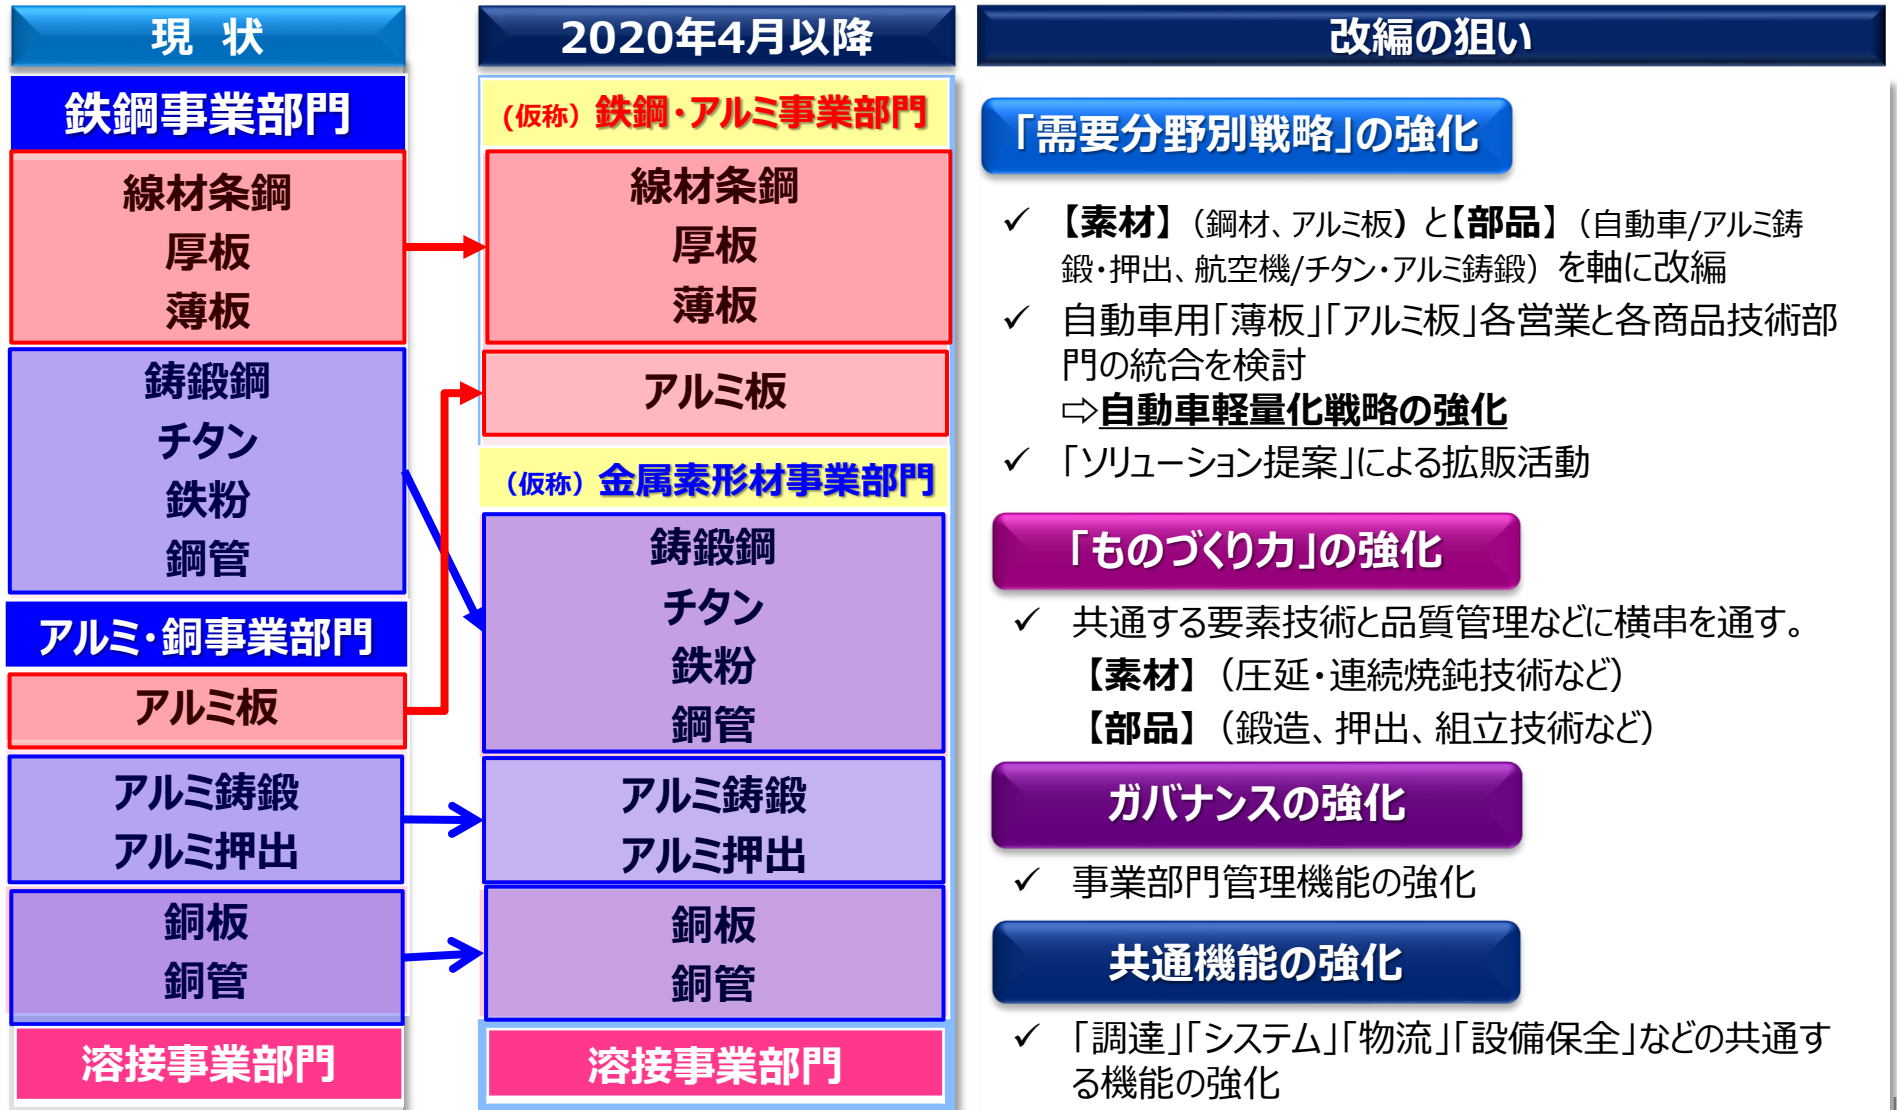 現 状
鉄鋼事業部門
線材条鋼
厚板
薄板
鋳鍛鋼
チタン
鉄粉
鋼管
アルミ・銅事業部門
アルミ板
アルミ鋳鍛
アルミ押出
銅板
銅管
溶接事業部門
2020年4月以降
(仮称）鉄鋼・アルミ事業部門
線材条鋼
厚板
薄板
アルミ板
（仮称）金属素形材事業部門
鋳鍛鋼
チタン
鉄粉
鋼管
アルミ鋳鍛
アルミ押出
銅板
銅管
溶接事業部門
改編の狙い
「需要分野別戦略」の強化
✓ 【素材】（鋼材、アルミ板）と【部品】（自動車/アルミ鋳
鍛・押出、航空機/チタン・アルミ鋳鍛）を軸に改編
✓ 自動車用「薄板」「アルミ板」各営業と各商品技術部
門の統合を検討
⇨自動車軽量化戦略の強化
✓ 「ソリューション提案」による拡販活動
「ものづくり力」の強化
✓ 共通する要素技術と品質管理などに横串を通す。
【素材】（圧延・連続焼鈍技術など）
【部品】（鍛造、押出、組立技術など）
ガバナンスの強化
✓ 事業部門管理機能の強化
共通機能の強化
✓ 「調達」「システム」「物流」「設備保全」などの共通す
る機能の強化